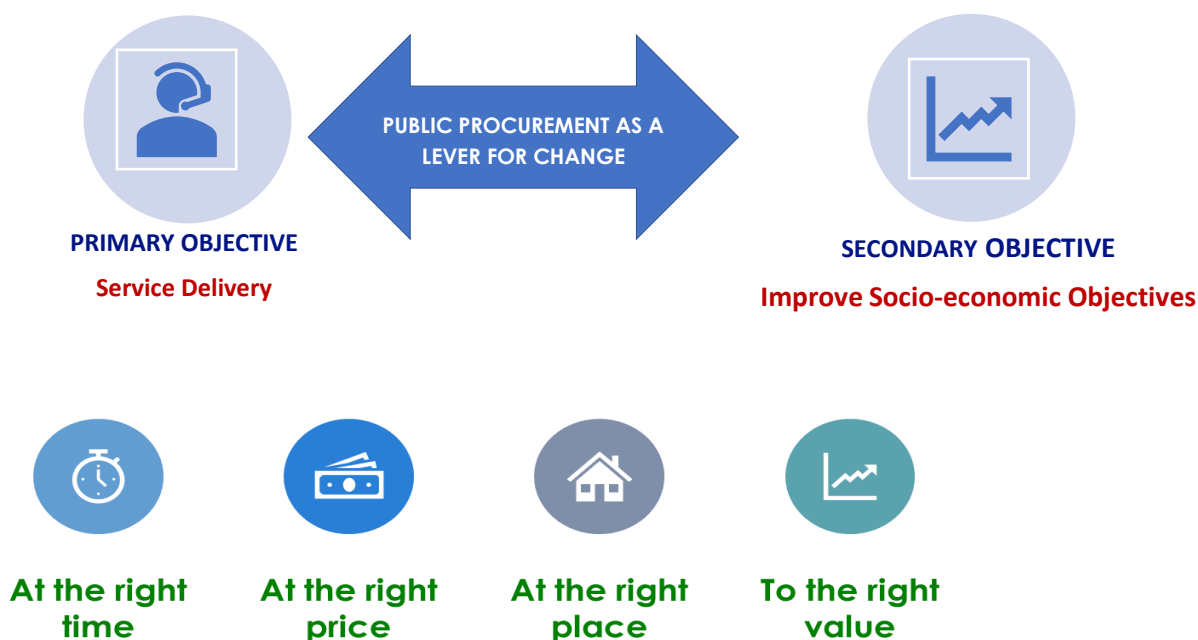 PUBLIC PROCUREMENT AS A
LEVER FOR CHANGE
PRIMARY OBJECTIVE
Service Delivery
SECONDARY OBJECTIVE
Improve Socio-economic Objectives
At the right
time
At the right
price
At the right
place
To the right
value